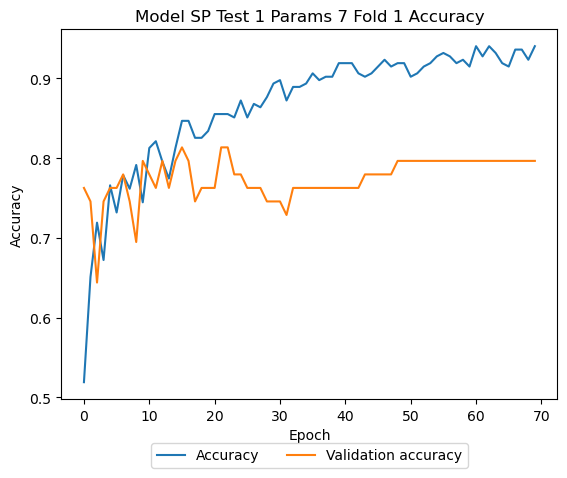 Model SP Test 1 Params 7 Fold 1 Accuracy
Accuracy
0.9
0.8
0.7
0.6
0.5
0 10 20 30 40 50 60 70
Epoch
Accuracy Validation accuracy